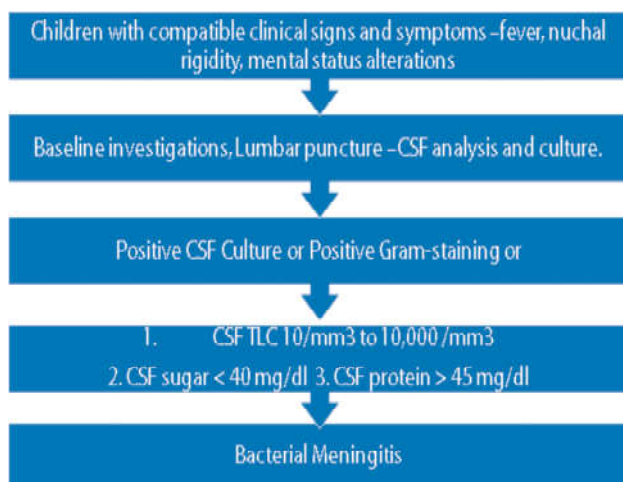 Children with compatible clinical signs and symptoms –fever, nuchal
rigidity, mental status alterations
Baseline investigations, Lumbar puncture –CSF analysis and culture.
Positive CSF Culture or Positive Gram-staining or
1. CSF TLC 10/mm3 to 10,000 /mm3
2. CSF sugar < 40 mg/dl 3. CSF protein > 45 mg/dl
Bacterial Meningitis